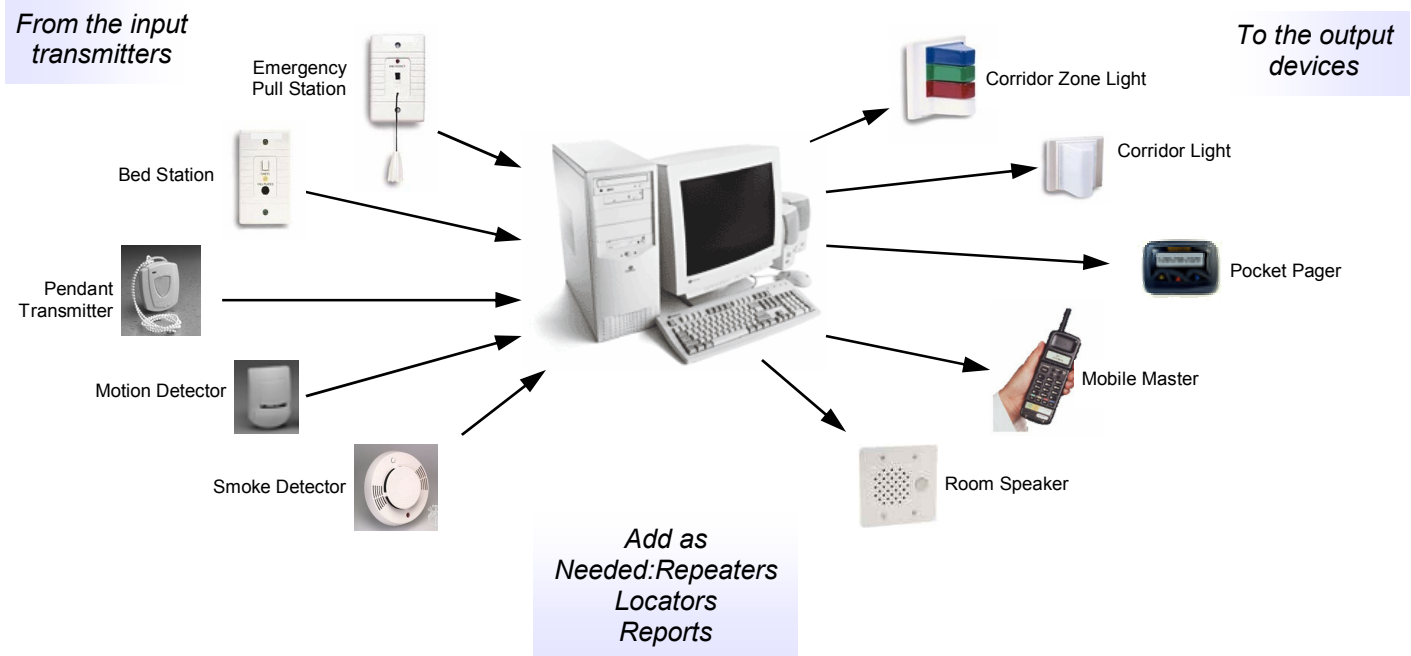 From the input
transmitters
To the output
devices
Emergency
Pull Station
Bed Station
Pendant
Transmitter
Motion Detector
Smoke Detector
Corridor Zone Light
Corridor Light
Pocket Pager
Mobile Master
Room Speaker
Add as
Needed:Repeaters
Locators
Reports